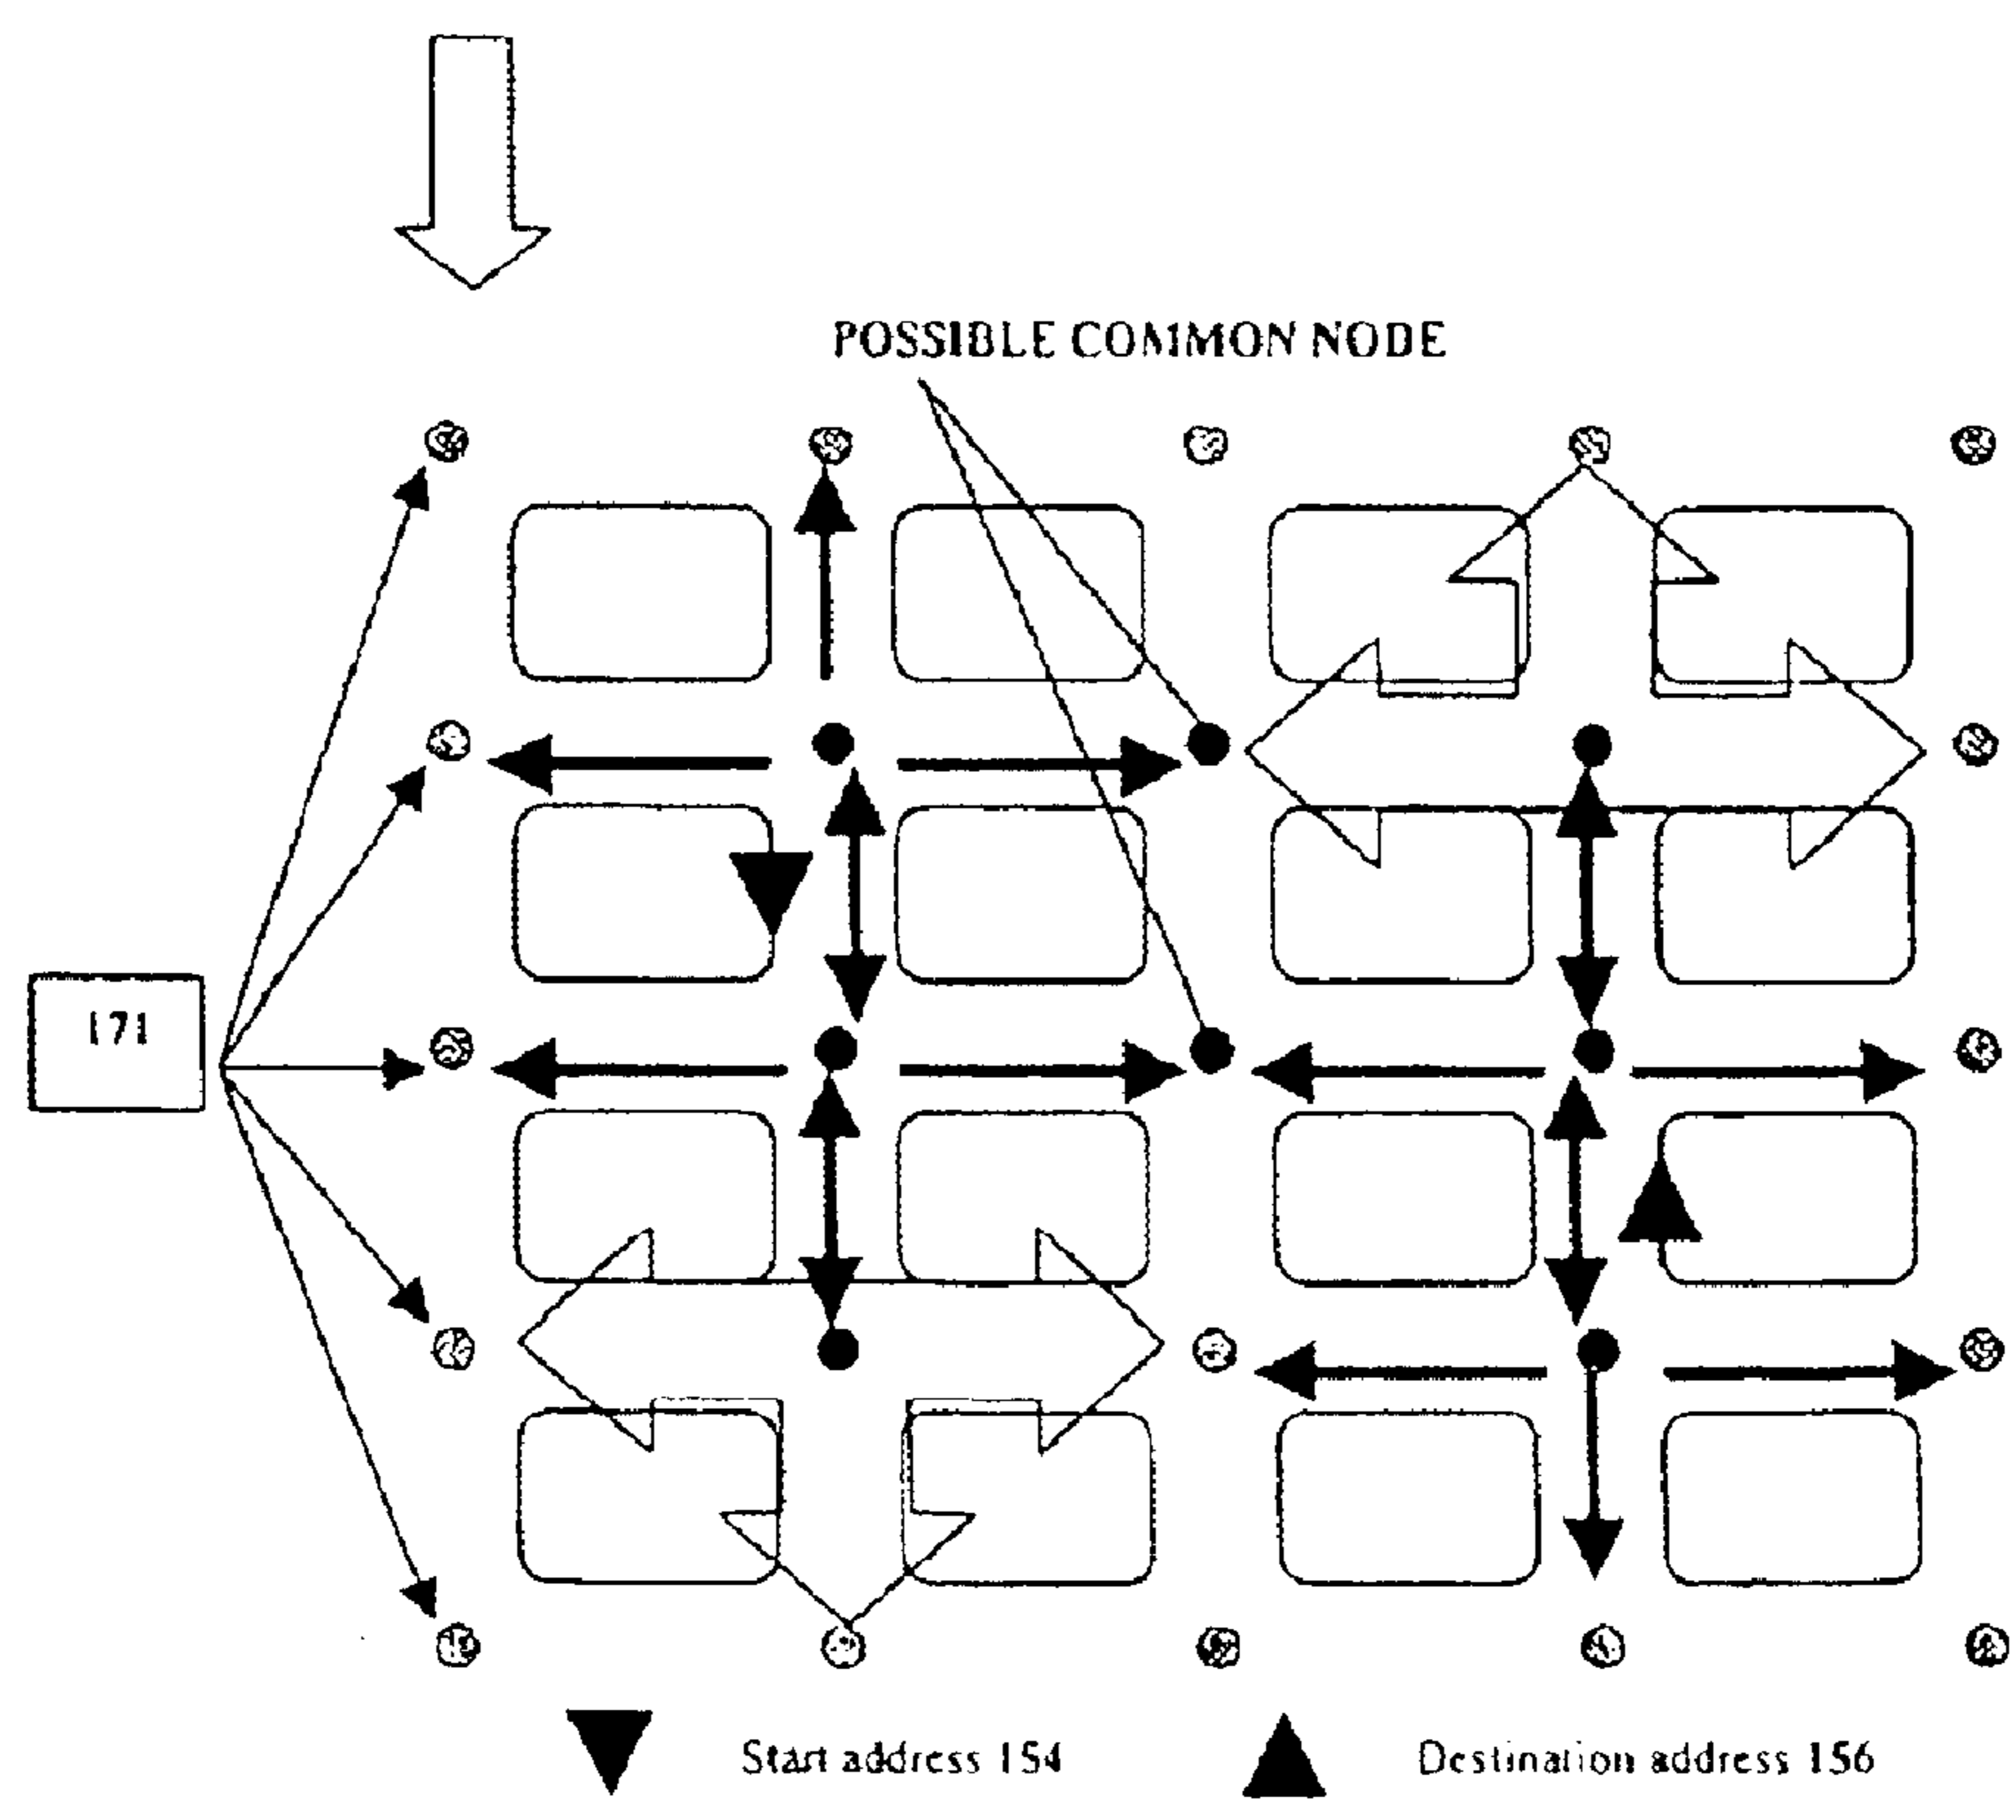 POSSIBLE COMMON NODE
171
Start address 154
Destination address 156